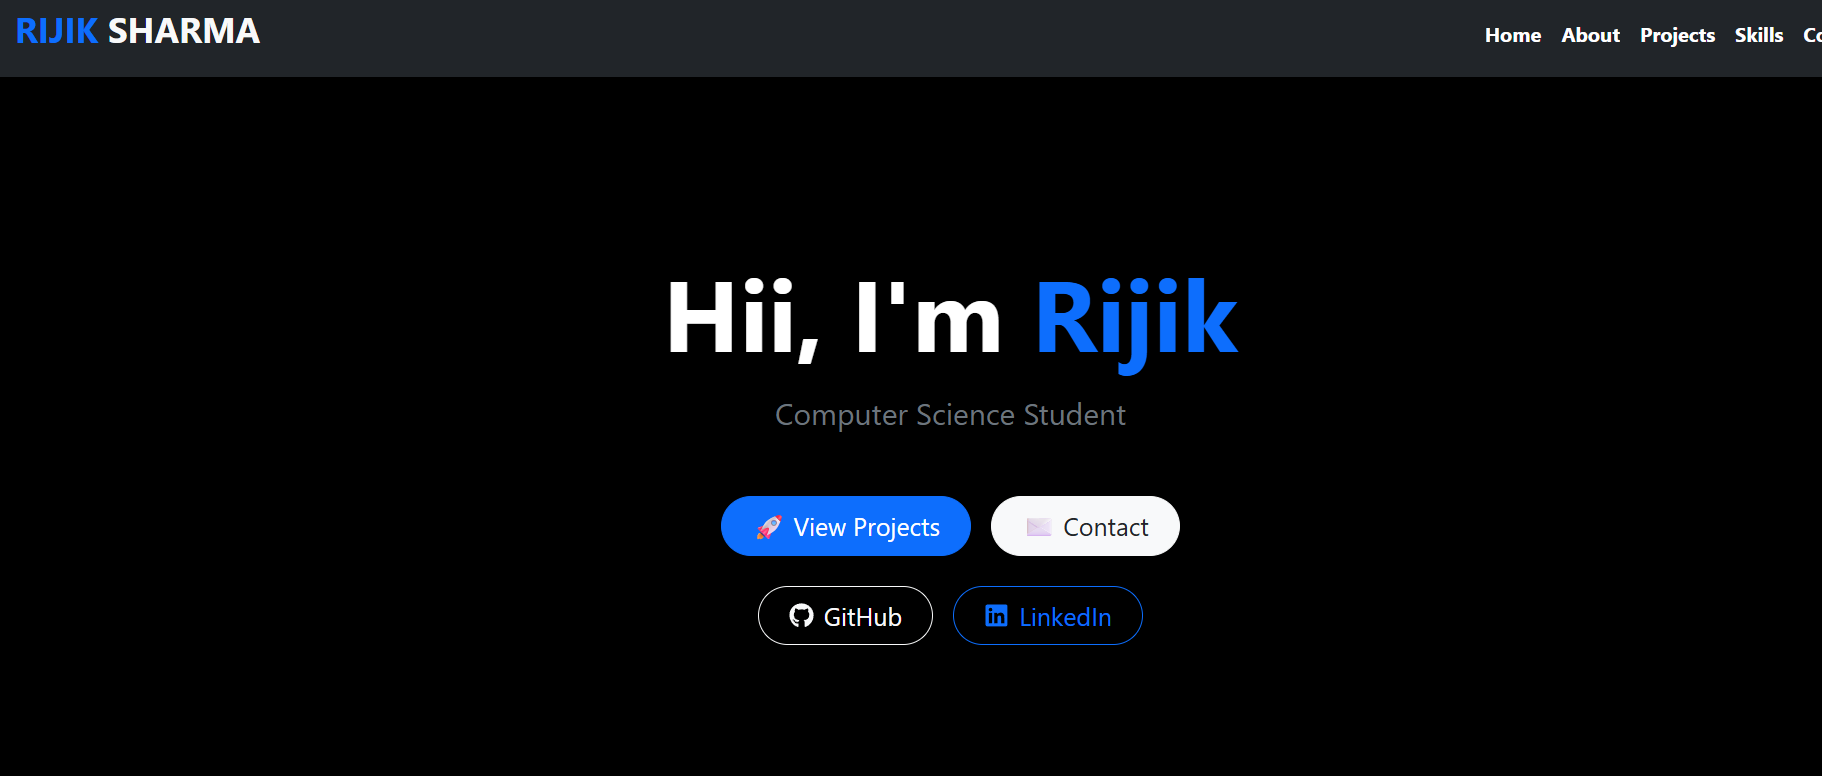 RIJIK SHARMA
Home About Projects Skills Co
Hii, I'm Rijik
Computer Science Student
🚀 View Projects
✉️ Contact
GitHub
LinkedIn